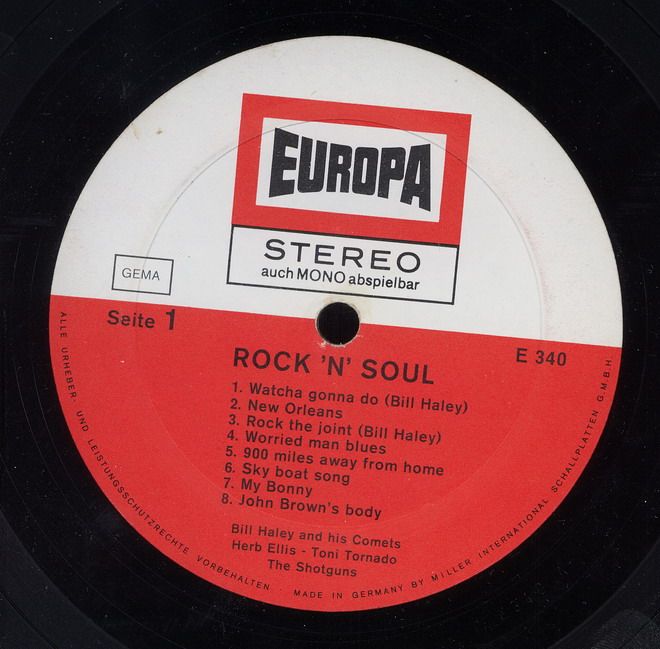 EUROPA
STEREO
auch MONO abspielbar
GEMA
Seite 1
E 340
ROCK 'N' SOUL
1. Watcha gonna do (Bill Haley)
2. New Orleans
3. Rock the joint (Bill Haley)
4. Worried man blues
5. 900 miles away from home
6. Sky boat song
7. My Bonny
8. John Brown's body
Bill Haley and his Comets
Herb Ellis - Toni Tornado
The Shotguns
ALLE URHEBER- UND LEISTUNGSSCHUTZRECHTE VORBEHALTEN · MADE IN GERMANY BY MILLER INTERNATIONAL SCHALLPLATTEN G.M.B.H